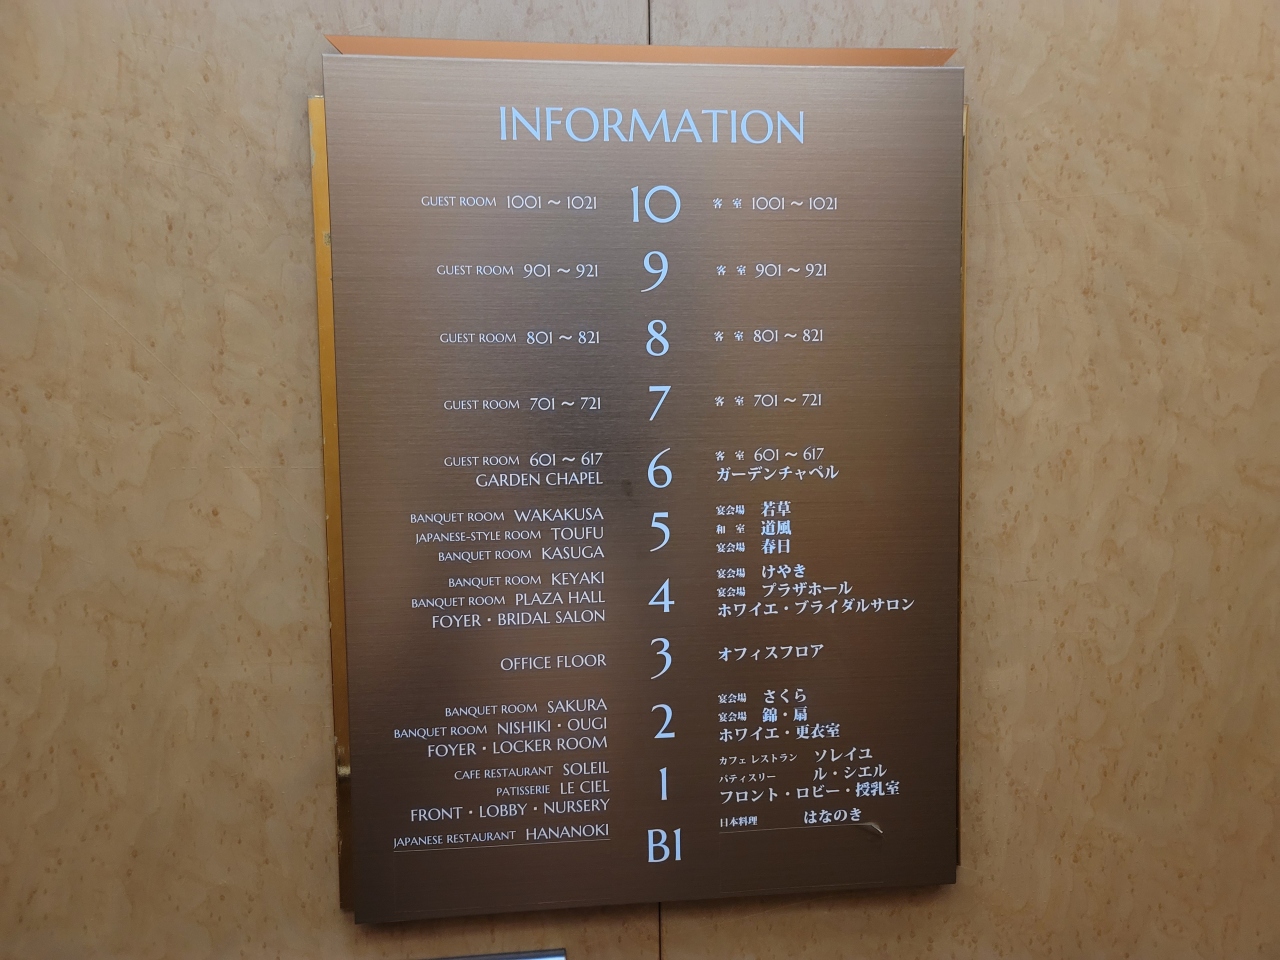 INFORMATION
GUEST ROOM 1001～1021 10 客室 1001～1021
GUEST ROOM 901～921 9 客室 901～921
GUEST ROOM 801～821 8 客室 801～821
GUEST ROOM 701～721 7 客室 701～721
GUEST ROOM 601～617 6 客室 601～617
GARDEN CHAPEL ガーデンチャペル
BANQUET ROOM WAKAKUSA 宴会場 若草
JAPANESE-STYLE ROOM TOUFU 5 和室 道風
BANQUET ROOM KASUGA 宴会場 春日
BANQUET ROOM KEYAKI 宴会場 けやき
BANQUET ROOM PLAZA HALL 4 宴会場 プラザホール
FOYER・BRIDAL SALON ホワイエ・ブライダルサロン
OFFICE FLOOR 3 オフィスフロア
BANQUET ROOM SAKURA 宴会場 さくら
BANQUET ROOM NISHIKI・OUGI 2 宴会場 錦・扇
FOYER・LOCKER ROOM ホワイエ・更衣室
CAFE RESTAURANT SOLEIL カフェ レストラン ソレイユ
PATISSERIE LE CIEL 1 パティスリー ル・シエル
FRONT・LOBBY・NURSERY フロント・ロビー・授乳室
JAPANESE RESTAURANT HANANOKI B1 日本料理 はなのき